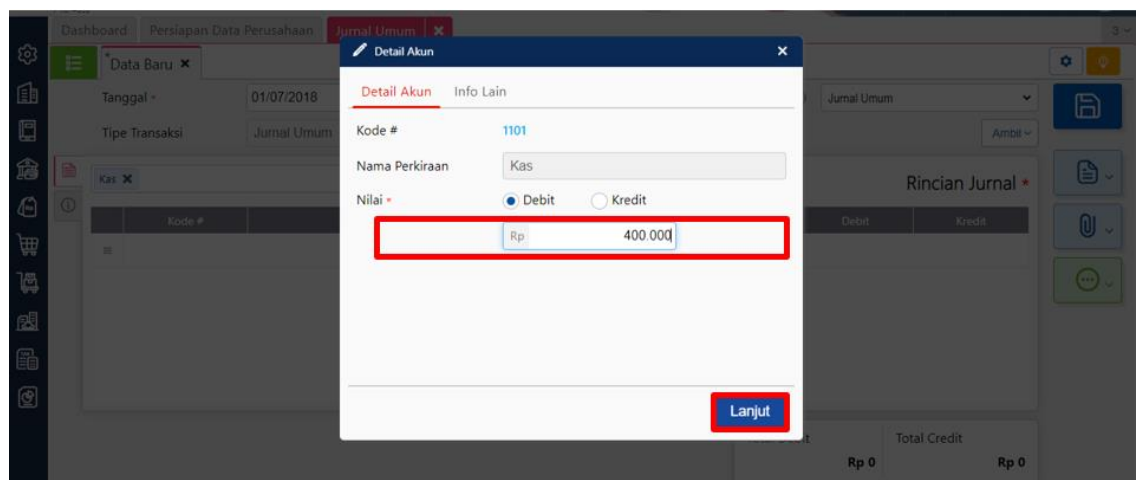 Dashboard Persiapan Data Perusahaan Jurnal Umum ×
3
*Data Baru ×
Detail Akun ×
Tanggal * 01/07/2018
Jurnal Umum
Tipe Transaksi Jurnal Umum
Ambil
Detail Akun Info Lain
Kode # 1101
Nama Perkiraan Kas
Nilai * Debit Kredit
Rp 400.000
Lanjut
Kas ×
Rincian Jurnal *
Kode # Debit Kredit
Total Credit
Rp 0 Rp 0